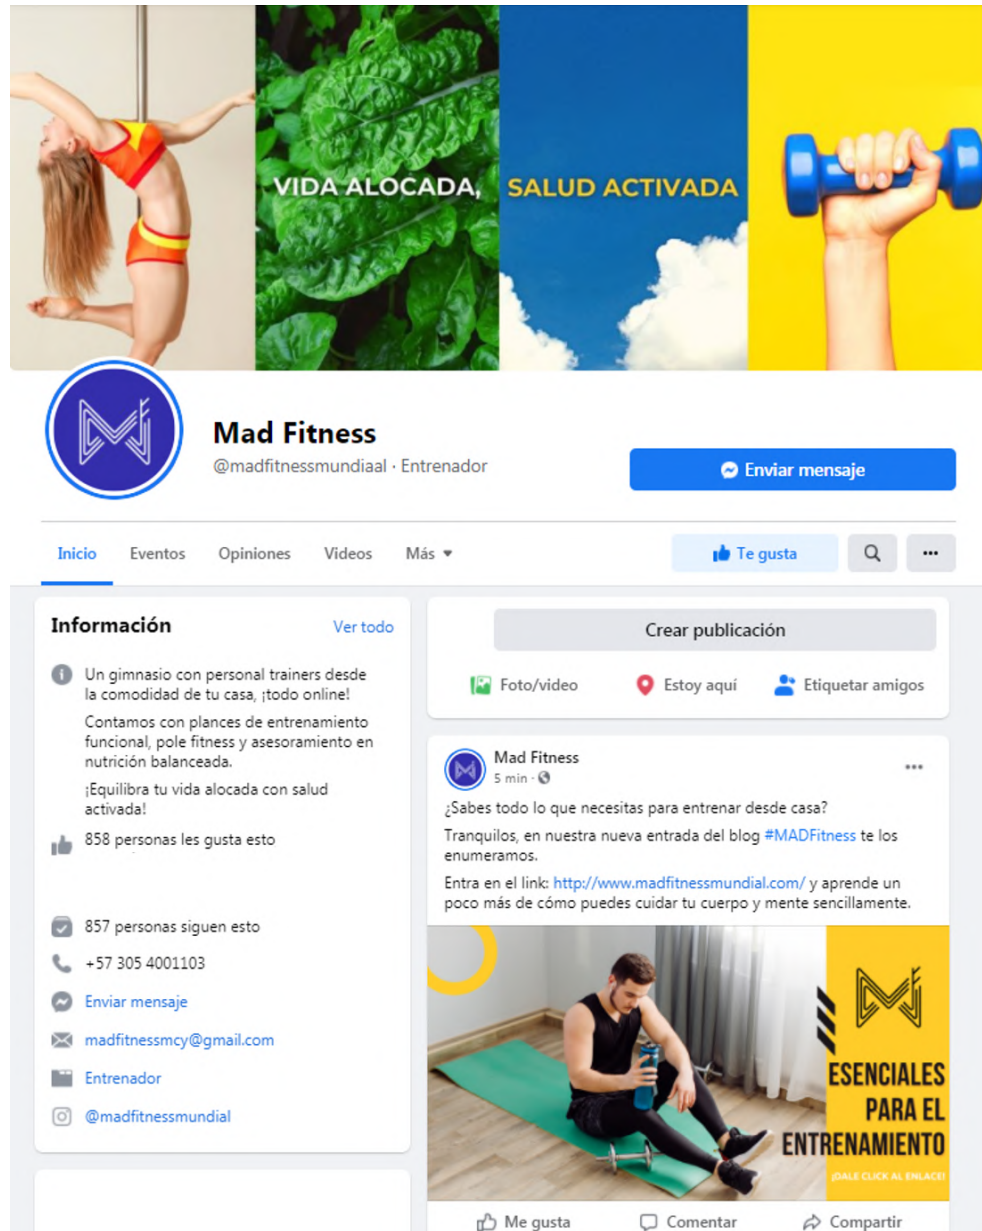 VIDA ALOCADA, SALUD ACTIVADA
Mad Fitness
@madfitnessmundiaal · Entrenador
Enviar mensaje
Inicio Eventos Opiniones Videos Más
Te gusta
Información Ver todo
Un gimnasio con personal trainers desde
la comodidad de tu casa, ¡todo online!
Contamos con plances de entrenamiento
funcional, pole fitness y asesoramiento en
nutrición balanceada.
¡Equilibra tu vida alocada con salud
activada!
858 personas les gusta esto
857 personas siguen esto
+57 305 4001103
Enviar mensaje
madfitnessmcy@gmail.com
Entrenador
@madfitnessmundial
Crear publicación
Foto/video Estoy aquí Etiquetar amigos
Mad Fitness
5 min ·
¿Sabes todo lo que necesitas para entrenar desde casa?
Tranquilos, en nuestra nueva entrada del blog #MADFitness te los
enumeramos.
Entra en el link: http://www.madfitnessmundial.com/ y aprende un
poco más de cómo puedes cuidar tu cuerpo y mente sencillamente.
ESENCIALES
PARA EL
ENTRENAMIENTO
¡DALE CLICK AL ENLACE!
Me gusta Comentar Compartir